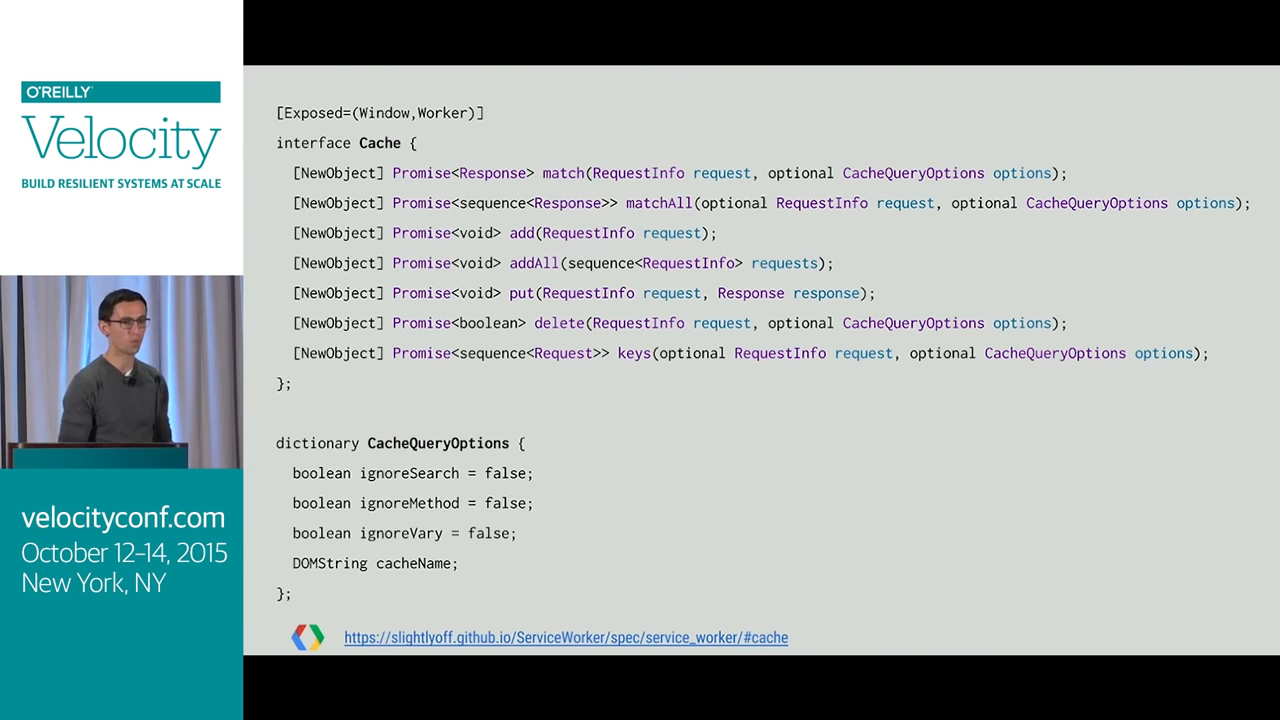 O'REILLY
Velocity
BUILD RESILIENT SYSTEMS AT SCALE
velocityconf.com
October 12–14, 2015
New York, NY
[Exposed=(Window,Worker)]
interface Cache {
[NewObject] Promise<Response> match(RequestInfo request, optional CacheQueryOptions options);
[NewObject] Promise<sequence<Response>> matchAll(optional RequestInfo request, optional CacheQueryOptions options);
[NewObject] Promise<void> add(RequestInfo request);
[NewObject] Promise<void> addAll(sequence<RequestInfo> requests);
[NewObject] Promise<void> put(RequestInfo request, Response response);
[NewObject] Promise<boolean> delete(RequestInfo request, optional CacheQueryOptions options);
[NewObject] Promise<sequence<Request>> keys(optional RequestInfo request, optional CacheQueryOptions options);
};
dictionary CacheQueryOptions {
boolean ignoreSearch = false;
boolean ignoreMethod = false;
boolean ignoreVary = false;
DOMString cacheName;
};
https://slightlyoff.github.io/ServiceWorker/spec/service_worker/#cache